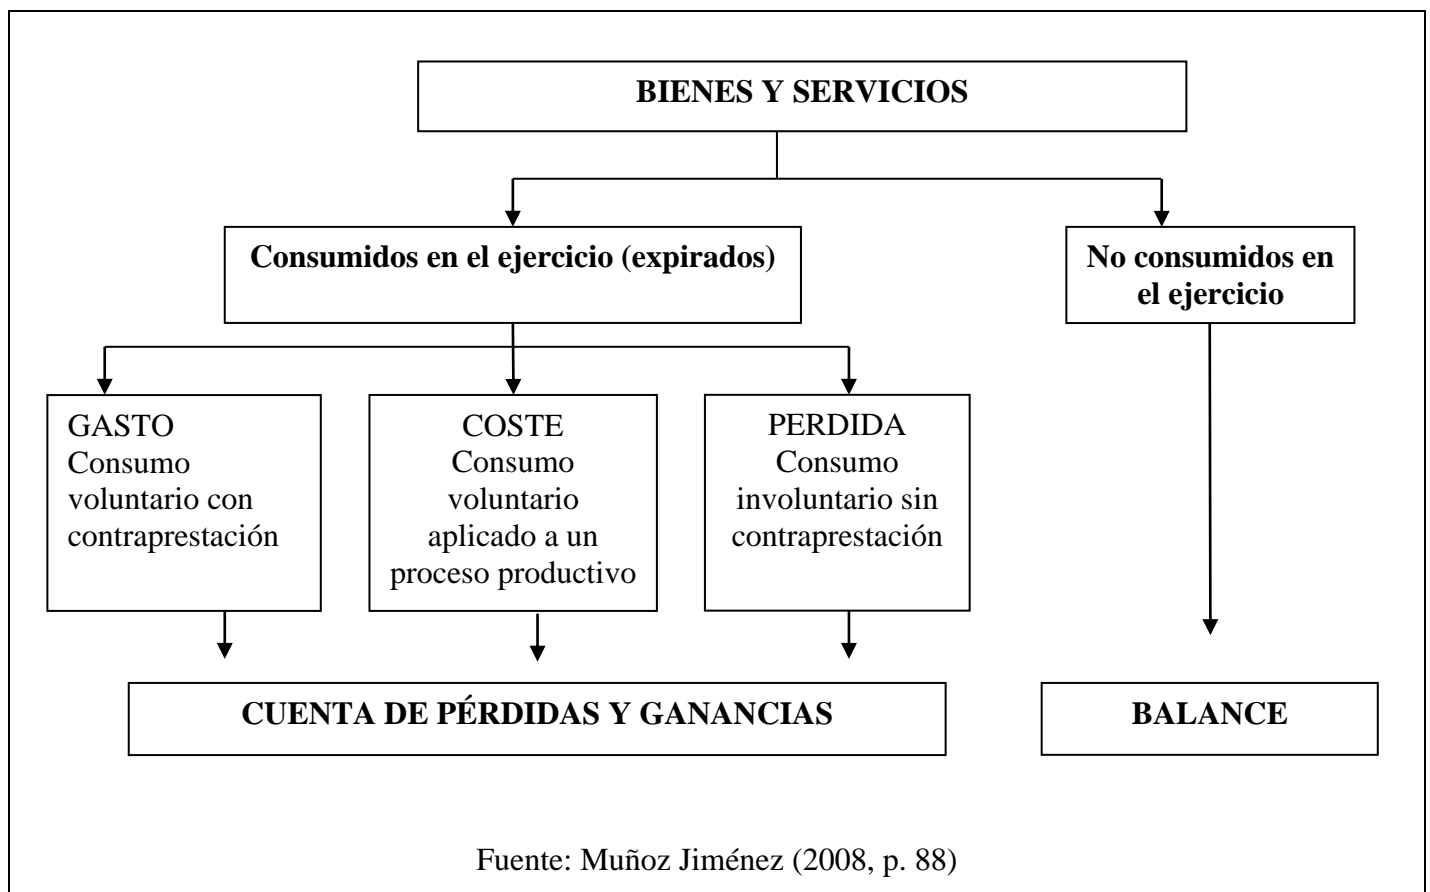 BIENES Y SERVICIOS
Consumidos en el ejercicio (expirados)
No consumidos en
el ejercicio
GASTO
Consumo
voluntario con
contraprestación
COSTE
Consumo
voluntario
aplicado a un
proceso productivo
PERDIDA
Consumo
involuntario sin
contraprestación
CUENTA DE PÉRDIDAS Y GANANCIAS
BALANCE
Fuente: Muñoz Jiménez (2008, p. 88)